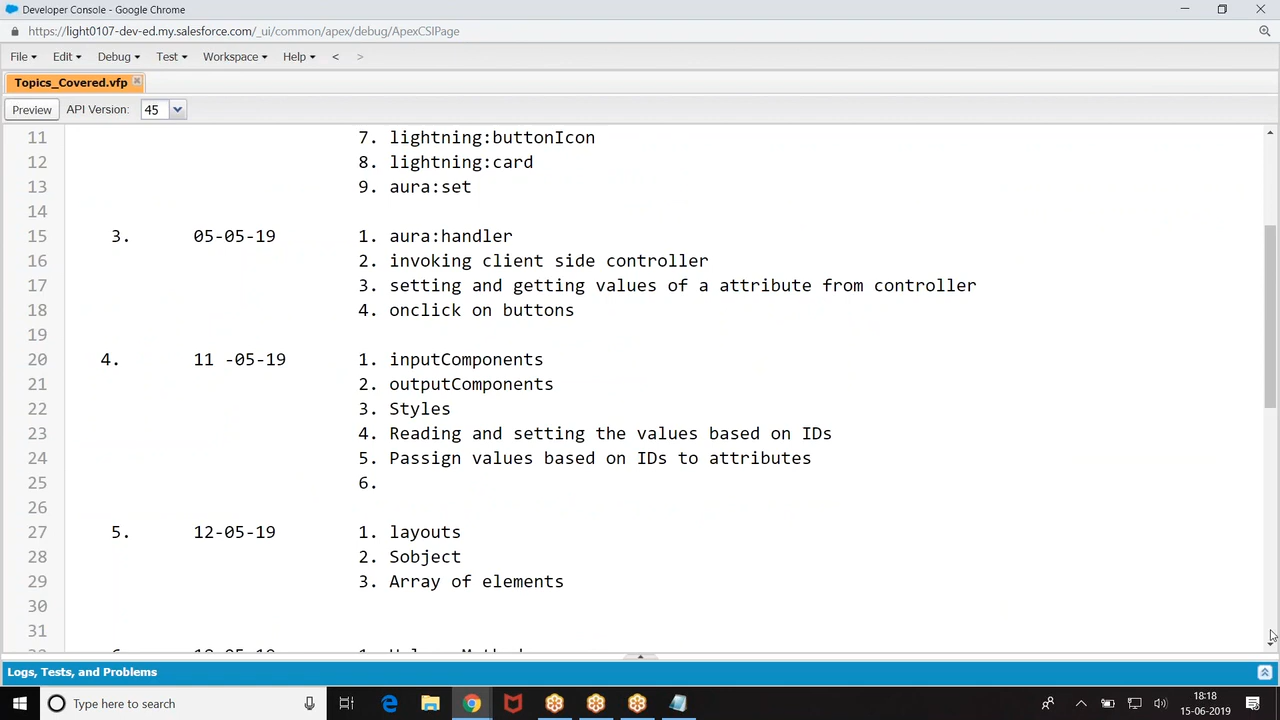 Developer Console - Google Chrome
https://light0107-dev-ed.my.salesforce.com/_ui/common/apex/debug/ApexCSIPage
File Edit Debug Test Workspace Help < >
Topics_Covered.vfp
Preview API Version: 45
11 7. lightning:buttonIcon
12 8. lightning:card
13 9. aura:set
14
15 3. 05-05-19 1. aura:handler
16 2. invoking client side controller
17 3. setting and getting values of a attribute from controller
18 4. onclick on buttons
19
20 4. 11 -05-19 1. inputComponents
21 2. outputComponents
22 3. Styles
23 4. Reading and setting the values based on IDs
24 5. Passign values based on IDs to attributes
25 6.
26
27 5. 12-05-19 1. layouts
28 2. Sobject
29 3. Array of elements
30
31
Logs, Tests, and Problems
Type here to search
18:18
15-06-2019